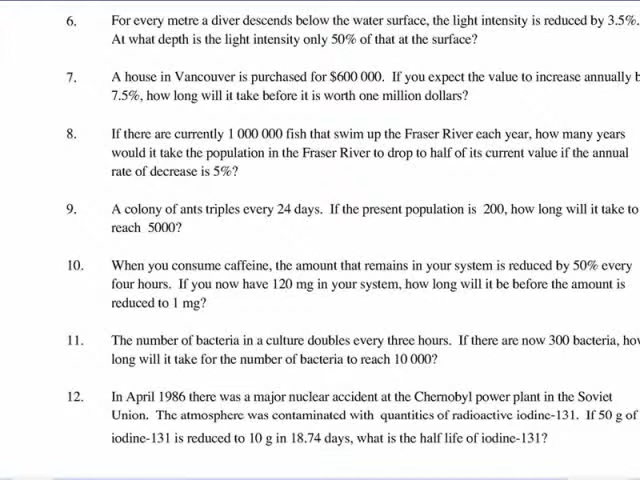 6. For every metre a diver descends below the water surface, the light intensity is reduced by 3.5%.
At what depth is the light intensity only 50% of that at the surface?
7. A house in Vancouver is purchased for $600 000. If you expect the value to increase annually b
7.5%, how long will it take before it is worth one million dollars?
8. If there are currently 1 000 000 fish that swim up the Fraser River each year, how many years
would it take the population in the Fraser River to drop to half of its current value if the annual
rate of decrease is 5%?
9. A colony of ants triples every 24 days. If the present population is 200, how long will it take to
reach 5000?
10. When you consume caffeine, the amount that remains in your system is reduced by 50% every
four hours. If you now have 120 mg in your system, how long will it be before the amount is
reduced to 1 mg?
11. The number of bacteria in a culture doubles every three hours. If there are now 300 bacteria, how
long will it take for the number of bacteria to reach 10 000?
12. In April 1986 there was a major nuclear accident at the Chernobyl power plant in the Soviet
Union. The atmosphere was contaminated with quantities of radioactive iodine-131. If 50 g of
iodine-131 is reduced to 10 g in 18.74 days, what is the half life of iodine-131?